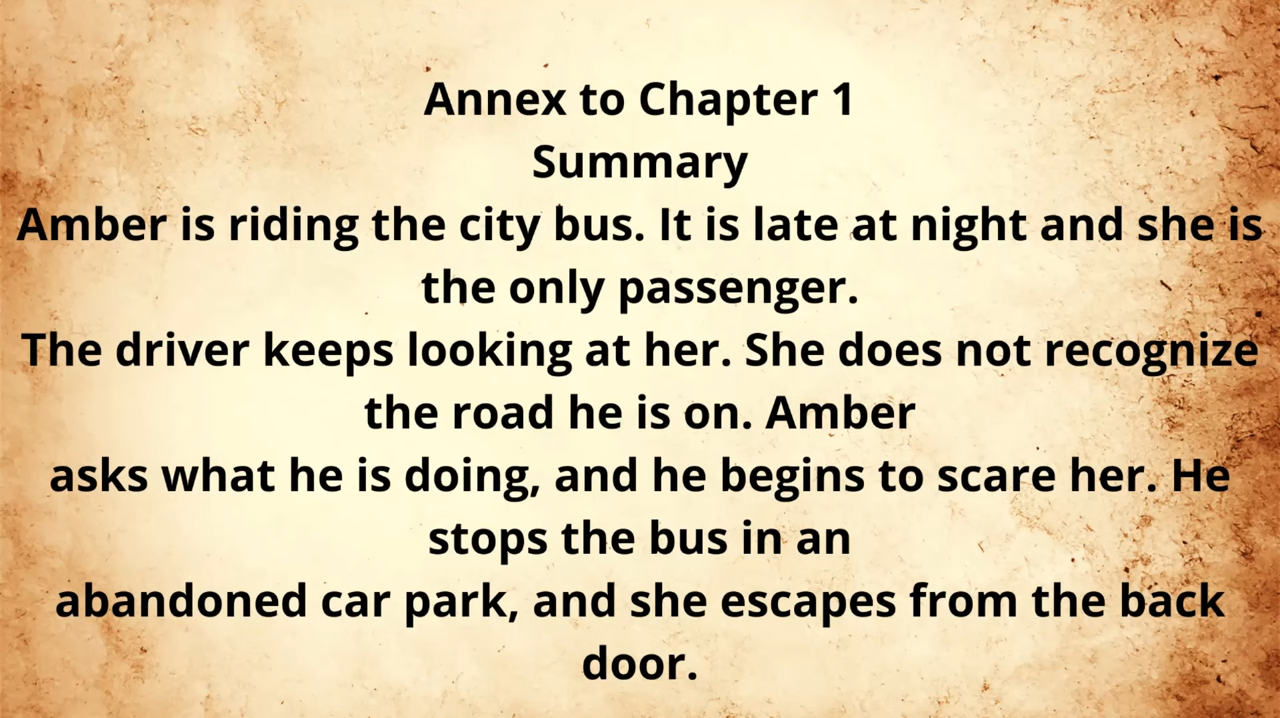 Annex to Chapter 1
Summary
Amber is riding the city bus. It is late at night and she is
the only passenger.
The driver keeps looking at her. She does not recognize
the road he is on. Amber
asks what he is doing, and he begins to scare her. He
stops the bus in an
abandoned car park, and she escapes from the back
door.